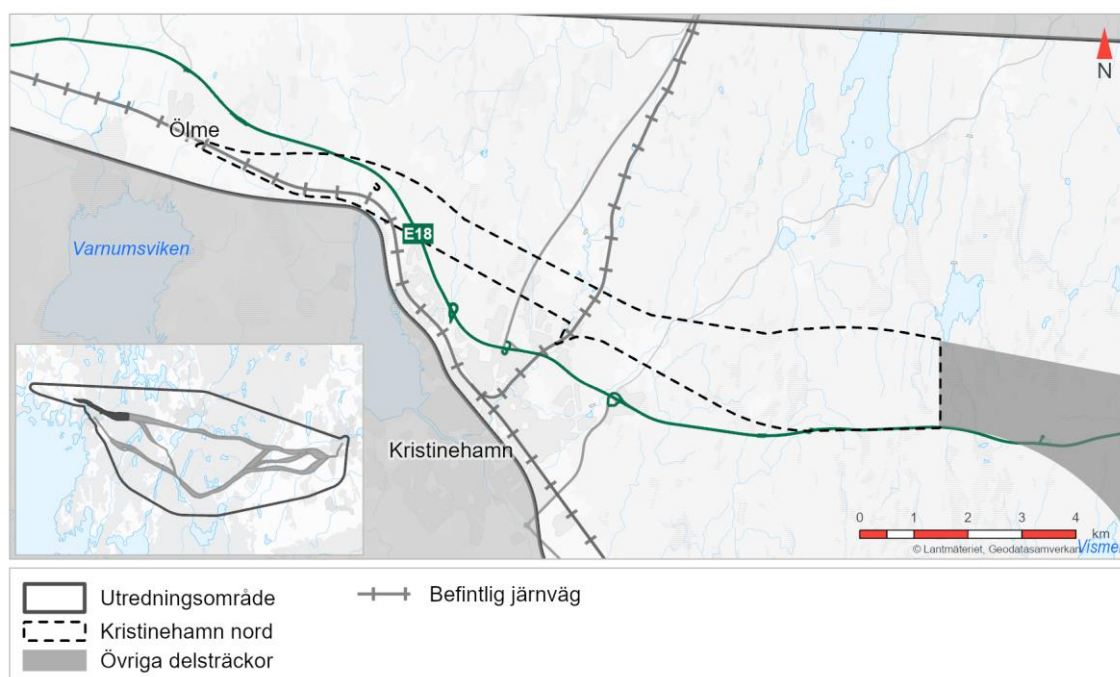 N
Ölme
E18
Varnumsviken
Kristinehamn
0 1 2 3 4
km
© Lantmäteriet, Geodatasamverkan
Vismen
Utredningsområde
Befintlig järnväg
Kristinehamn nord
Övriga delsträckor